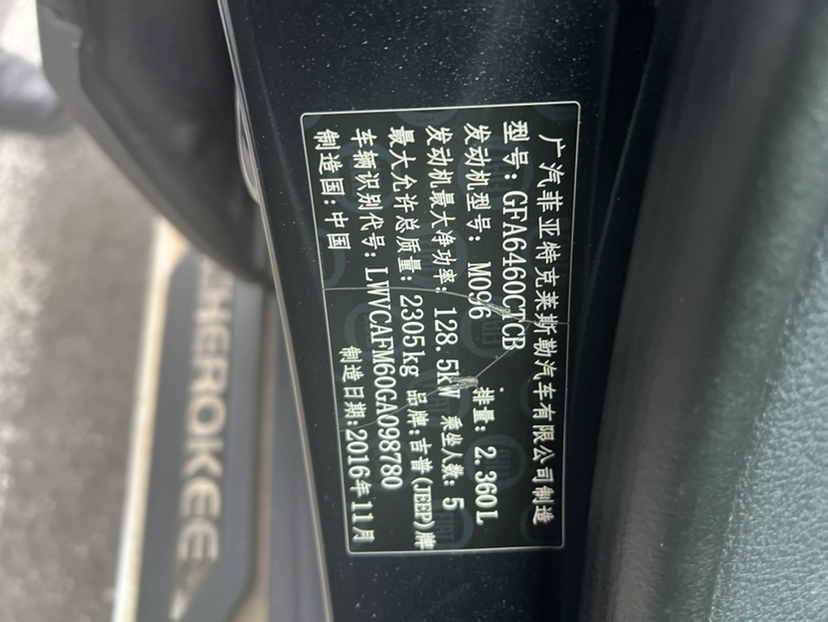 广汽菲亚特克莱斯勒汽车有限公司制造
型号：GFA6460CTCB
发动机型号： M096 排量：2.360L
发动机最大净功率：128.5kW 乘坐人数：5
最大允许总质量：2305kg 品牌：吉普(JEEP)牌
车辆识别代号：LWVCAFM60GA098780
制造国：中国 制造日期：2016年11月
CHEROKEE